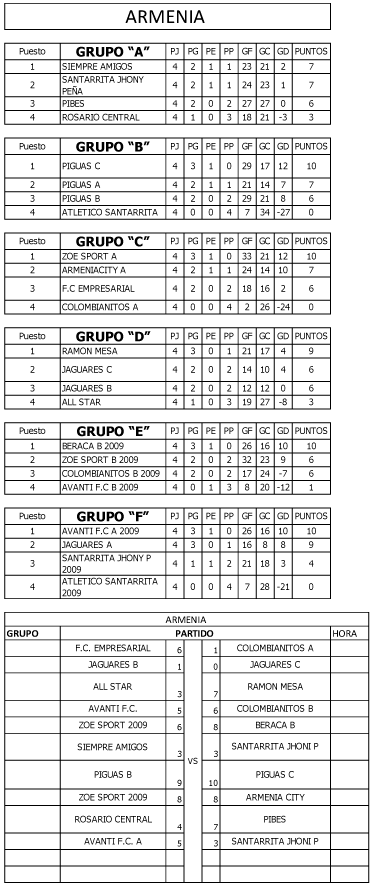 ARMENIA
Puesto GRUPO "A" PJ PG PE PP GF GC GD PUNTOS
1 SIEMPRE AMIGOS 4 2 1 1 23 21 2 7
2 SANTARRITA JHONY PEÑA 4 2 1 1 24 23 1 7
3 PIBES 4 2 0 2 27 27 0 6
4 ROSARIO CENTRAL 4 1 0 3 18 21 -3 3
Puesto GRUPO "B" PJ PG PE PP GF GC GD PUNTOS
1 PIGUAS C 4 3 1 0 29 17 12 10
2 PIGUAS A 4 2 1 1 21 14 7 7
3 PIGUAS B 4 2 0 2 29 21 8 6
4 ATLETICO SANTARRITA 4 0 0 4 7 34 -27 0
Puesto GRUPO "C" PJ PG PE PP GF GC GD PUNTOS
1 ZOE SPORT A 4 3 1 0 33 21 12 10
2 ARMENIACITY A 4 2 1 1 24 14 10 7
3 F.C EMPRESARIAL 4 2 0 2 18 16 2 6
4 COLOMBIANITOS A 4 0 0 4 2 26 -24 0
Puesto GRUPO "D" PJ PG PE PP GF GC GD PUNTOS
1 RAMON MESA 4 3 0 1 21 17 4 9
2 JAGUARES C 4 2 0 2 14 10 4 6
3 JAGUARES B 4 2 0 2 12 12 0 6
4 ALL STAR 4 1 0 3 19 27 -8 3
Puesto GRUPO "E" PJ PG PE PP GF GC GD PUNTOS
1 BERACA B 2009 4 3 1 0 26 16 10 10
2 ZOE SPORT B 2009 4 2 0 2 32 23 9 6
3 COLOMBIANITOS B 2009 4 2 0 2 17 24 -7 6
4 AVANTI F.C B 2009 4 0 1 3 8 20 -12 1
Puesto GRUPO "F" PJ PG PE PP GF GC GD PUNTOS
1 AVANTI F.C A 2009 4 3 1 0 26 16 10 10
2 JAGUARES A 4 3 0 1 16 8 8 9
3 SANTARRITA JHONY P 2009 4 1 1 2 21 18 3 4
4 ATLETICO SANTARRITA 2009 4 0 0 4 7 28 -21 0
ARMENIA
GRUPO PARTIDO HORA
F.C. EMPRESARIAL 6 1 COLOMBIANITOS A
JAGUARES B 1 0 JAGUARES C
ALL STAR 3 7 RAMON MESA
AVANTI F.C. 5 6 COLOMBIANITOS B
ZOE SPORT 2009 6 8 BERACA B
SIEMPRE AMIGOS 3 VS 3 SANTARRITA JHONI P
PIGUAS B 9 10 PIGUAS C
ZOE SPORT 2009 8 8 ARMENIA CITY
ROSARIO CENTRAL 4 7 PIBES
AVANTI F.C. A 5 3 SANTARRITA JHONI P